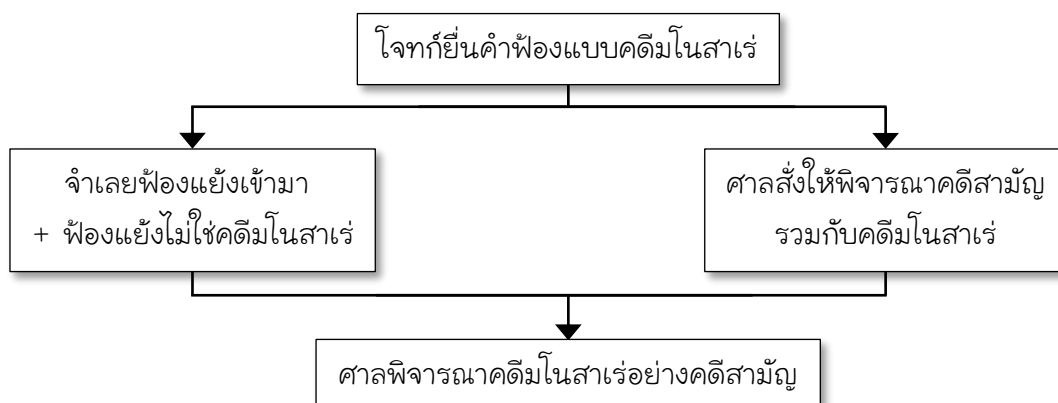 โจทก์ยื่นคำฟ้องแบบคดีมโนสาเร่
จำเลยฟ้องแย้งเข้ามา
+ ฟ้องแย้งไม่ใช่คดีมโนสาเร่
ศาลสั่งให้พิจารณาคดีสามัญ
รวมกับคดีมโนสาเร่
ศาลพิจารณาคดีมโนสาเร่อย่างคดีสามัญ